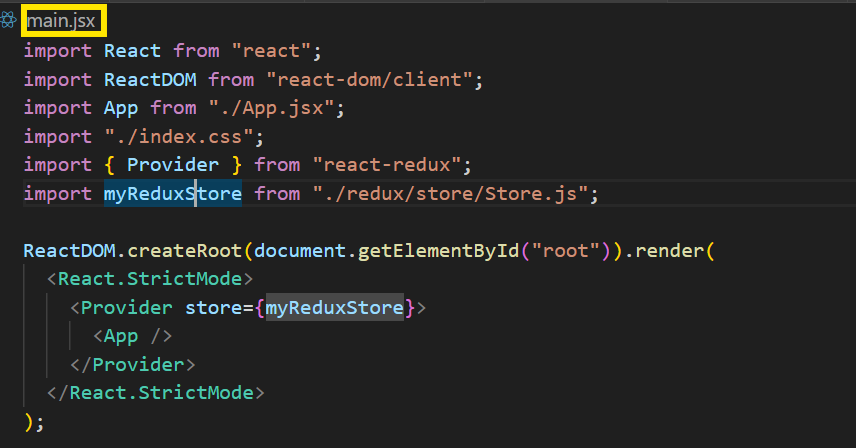 main.jsx
import React from "react";
import ReactDOM from "react-dom/client";
import App from "./App.jsx";
import "./index.css";
import { Provider } from "react-redux";
import myReduxStore from "./redux/store/Store.js";
ReactDOM.createRoot(document.getElementById("root")).render(
<React.StrictMode>
<Provider store={myReduxStore}>
<App />
</Provider>
</React.StrictMode>
);